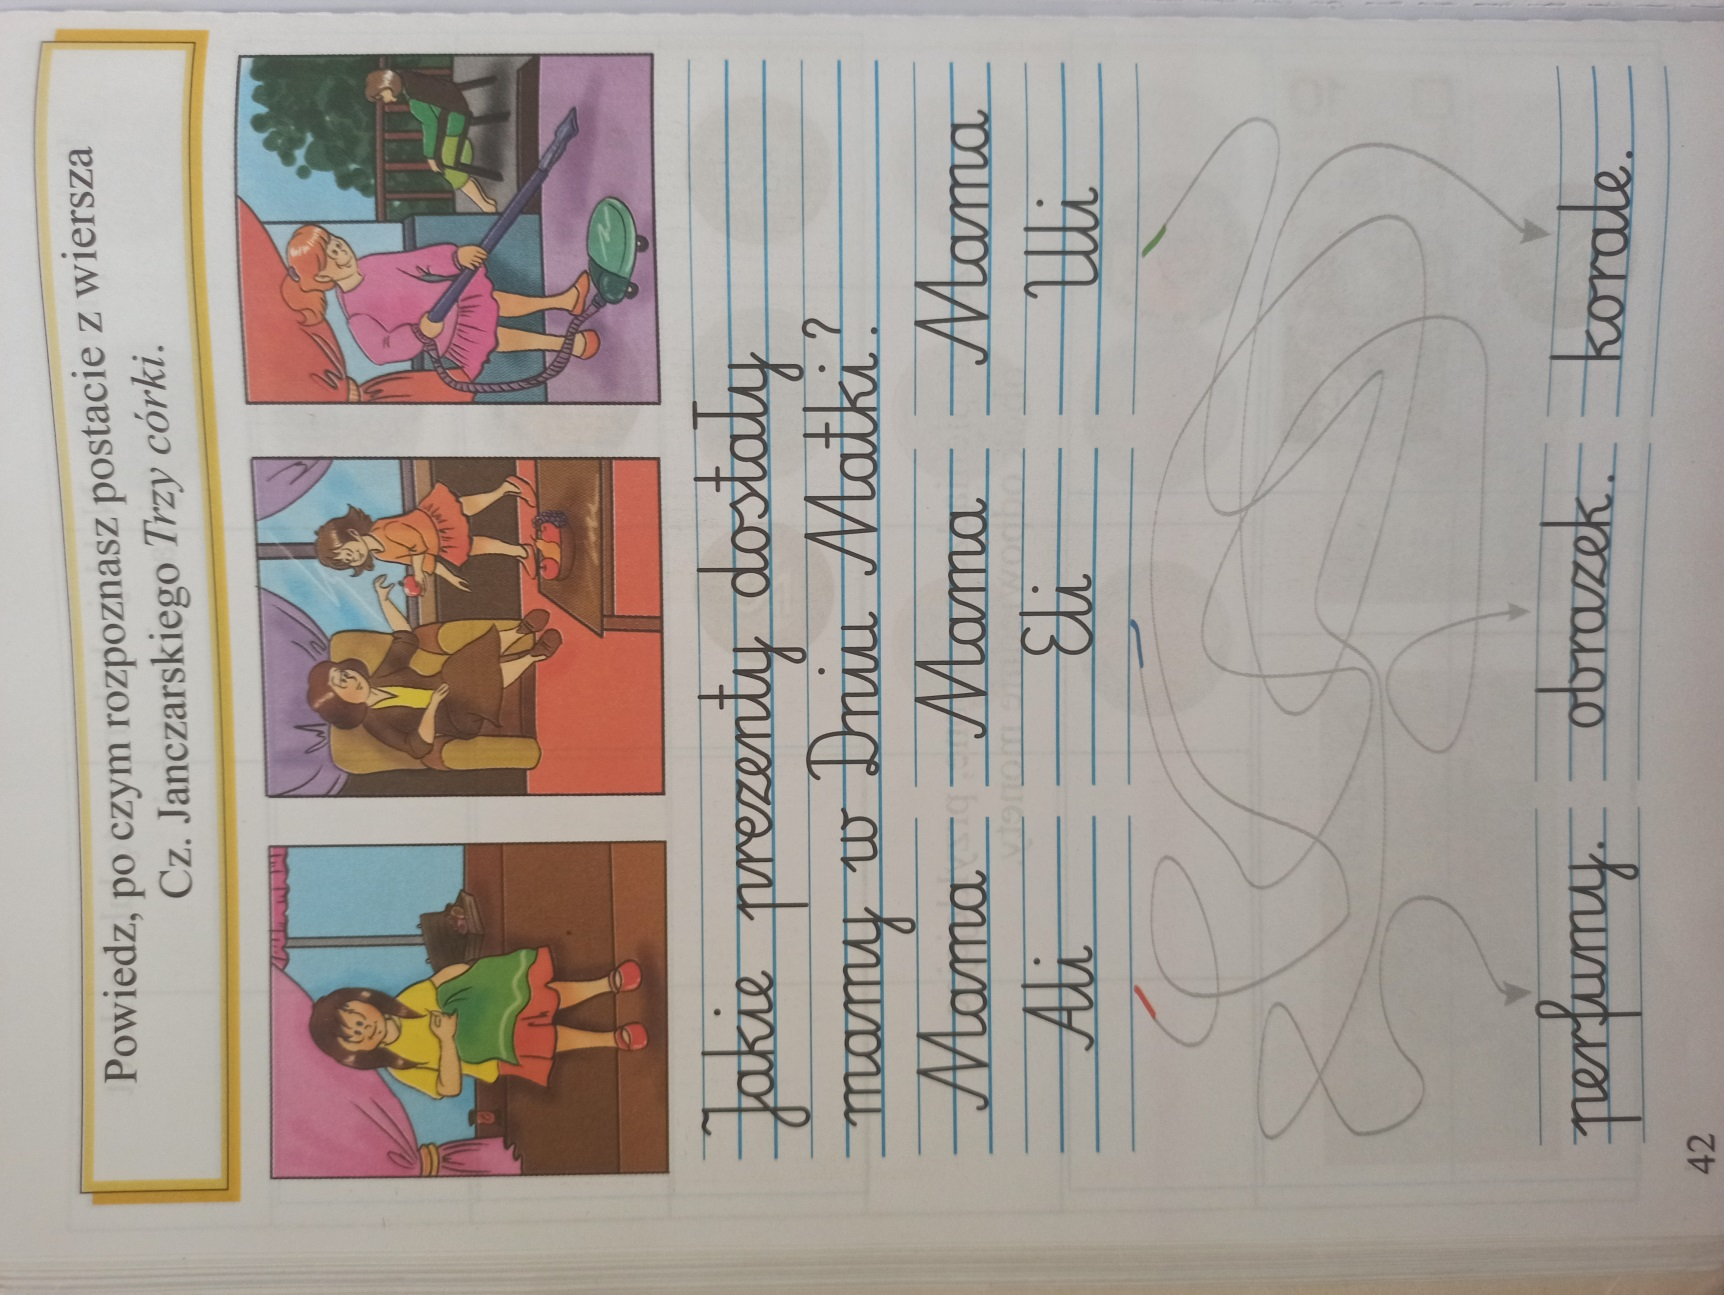 Powiedz, po czym rozpoznasz postacie z wiersza
Cz. Janczarskiego Trzy córki.
Jakie prezenty dostały
mamy w Dniu Matki?
Mama Mama Mama
Ali Eli Uli
perfumy. obrazek. korale.
42